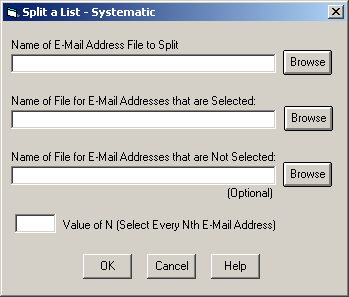 Split a List - Systematic
Name of E-Mail Address File to Split
Browse
Name of File for E-Mail Addresses that are Selected:
Browse
Name of File for E-Mail Addresses that are Not Selected:
Browse
(Optional)
Value of N (Select Every Nth E-Mail Address)
OK Cancel Help